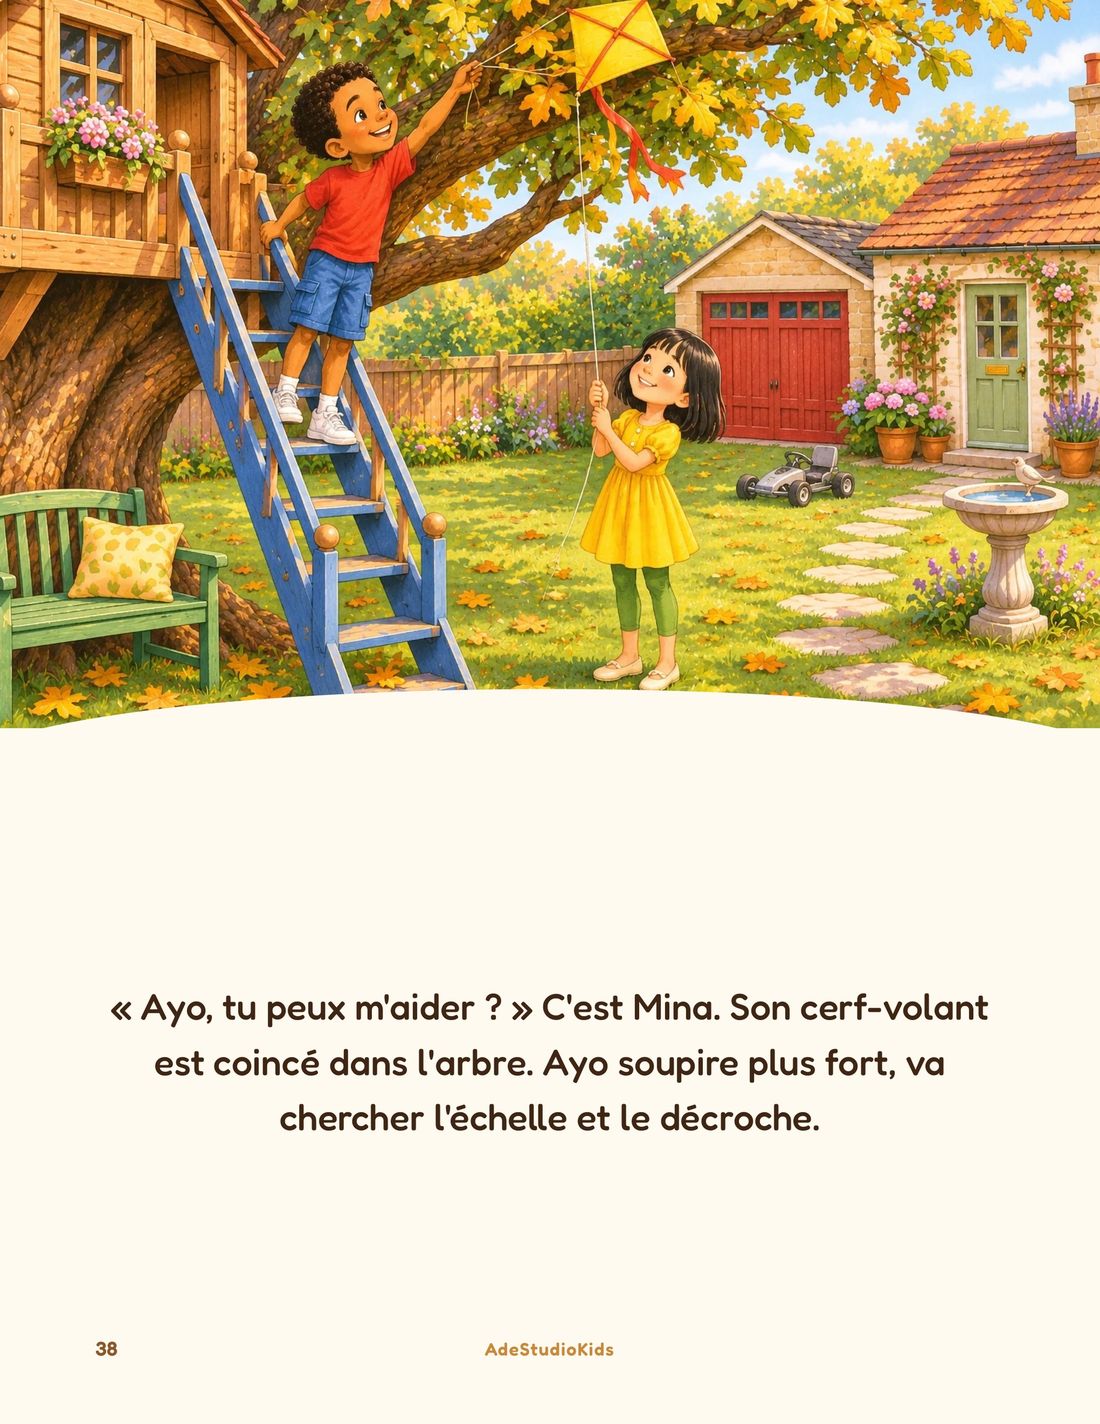 « Ayo, tu peux m'aider ? » C'est Mina. Son cerf-volant
est coincé dans l'arbre. Ayo soupire plus fort, va
chercher l'échelle et le décroche.
38
AdeStudioKids